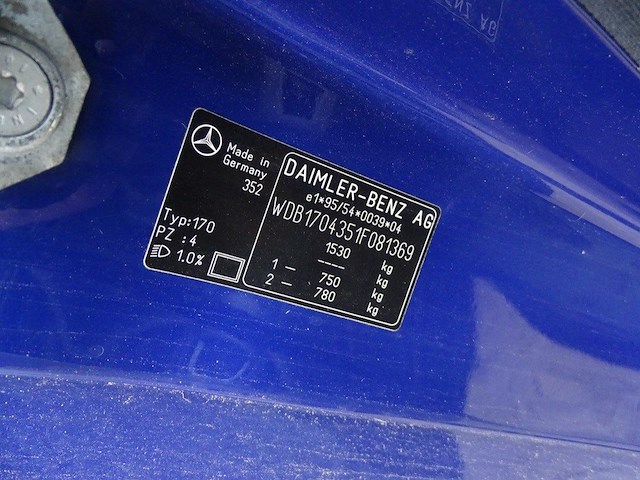 Made in
Germany
352
Typ:170
PZ :4
1.0%
DAIMLER-BENZ AG
e1*95/54*0039*04
WDB1704351F081369
1530 kg
---- kg
1 — 750 kg
2 — 780 kg